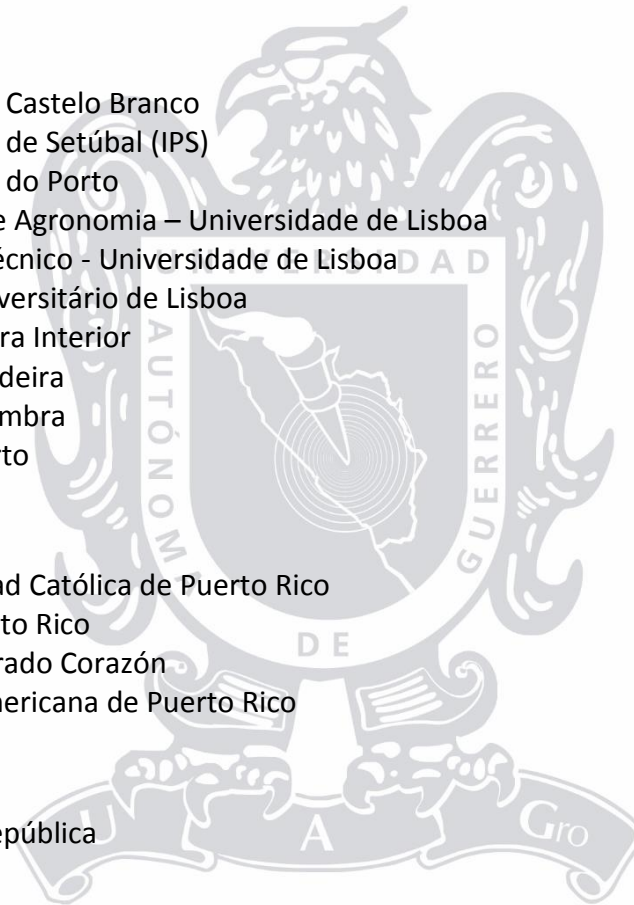 Castelo Branco
de Setúbal (IPS)
do Porto
e Agronomia – Universidade de Lisboa
écnico - Universidade de Lisboa
versitário de Lisboa
ra Interior
deira
mbra
rto
ad Católica de Puerto Rico
to Rico
rado Corazón
ericana de Puerto Rico
epública
UNIVERSIDAD
AUTÓNOMA
DE
GUERRERO
U A Gro